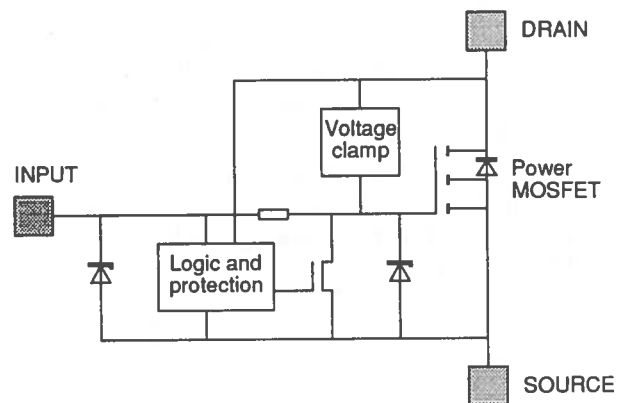 DRAIN
Voltage
clamp
INPUT
Power
MOSFET
Logic and
protection
SOURCE